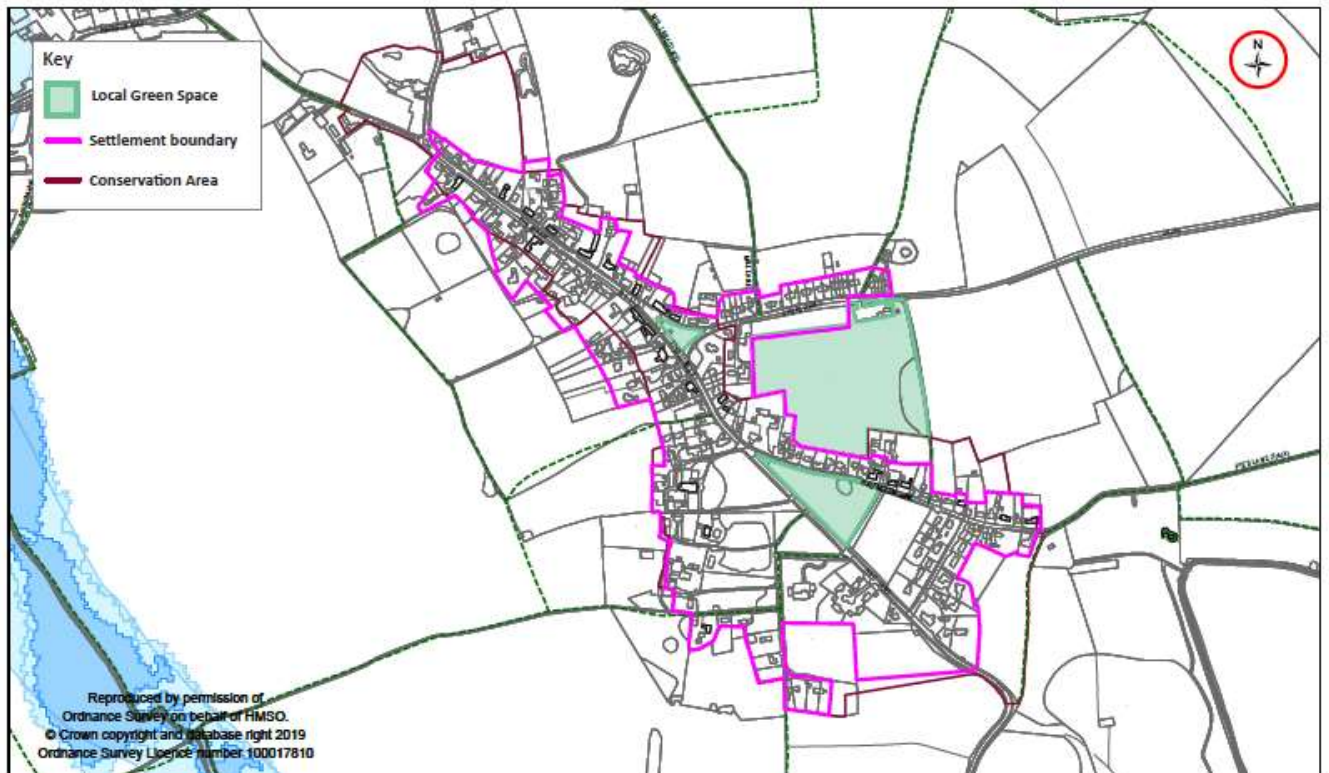 Key
Local Green Space
Settlement boundary
Conservation Area
N
Reproduced by permission of
Ordnance Survey on behalf of HMSO.
© Crown copyright and database right 2019
Ordnance Survey Licence number 100017810